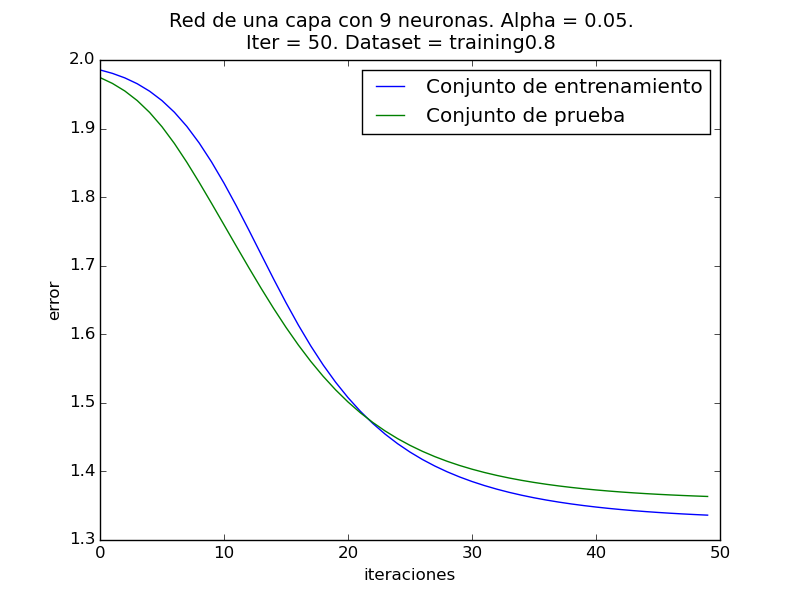 Red de una capa con 9 neuronas. Alpha = 0.05.
Iter = 50. Dataset = training0.8
Conjunto de entrenamiento
Conjunto de prueba
2.0
1.9
1.8
1.7
1.6
1.5
1.4
1.3
error
0 10 20 30 40 50
iteraciones